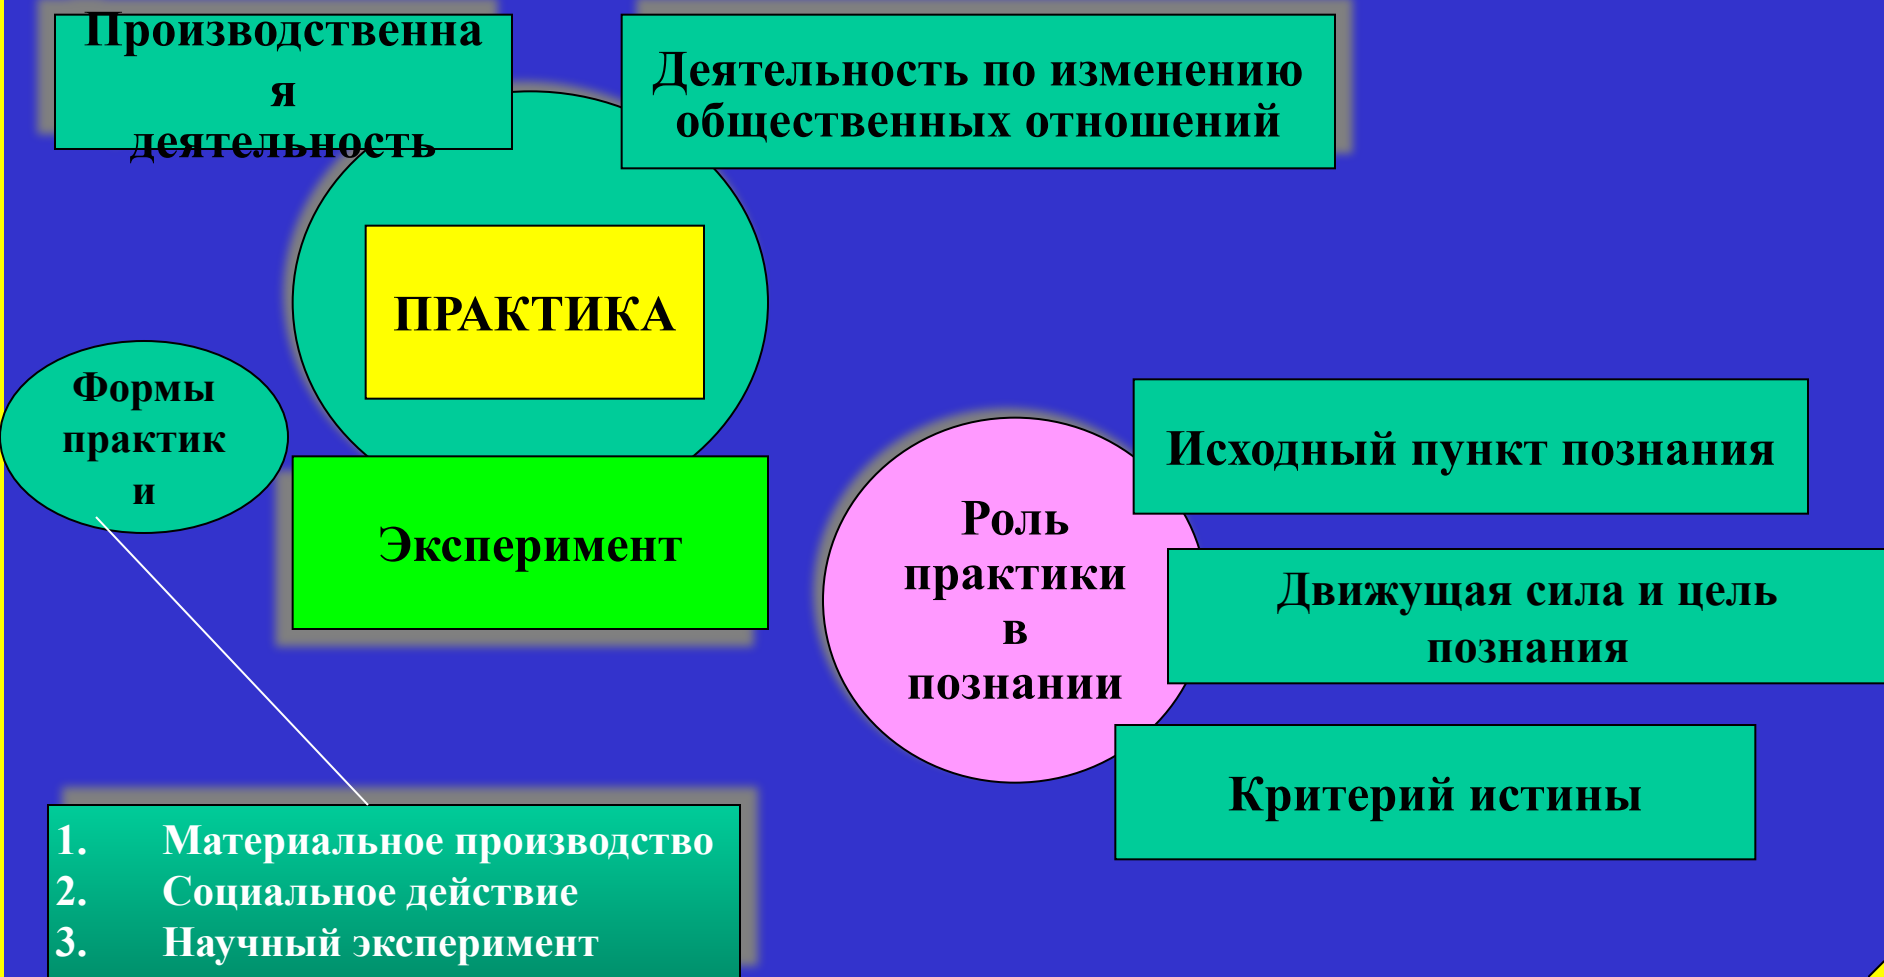 Производственна
я
деятельность
Деятельность по изменению
общественных отношений
ПРАКТИКА
Формы
практик
и
Эксперимент
Роль
практики
в
познании
Исходный пункт познания
Движущая сила и цель
познания
Критерий истины
1. Материальное производство
2. Социальное действие
3. Научный эксперимент